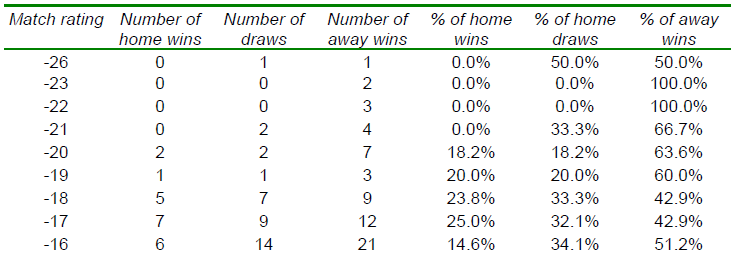 Match rating Number of home wins Number of draws Number of away wins % of home wins % of home draws % of away wins
-26 0 1 1 0.0% 50.0% 50.0%
-23 0 0 2 0.0% 0.0% 100.0%
-22 0 0 3 0.0% 0.0% 100.0%
-21 0 2 4 0.0% 33.3% 66.7%
-20 2 2 7 18.2% 18.2% 63.6%
-19 1 1 3 20.0% 20.0% 60.0%
-18 5 7 9 23.8% 33.3% 42.9%
-17 7 9 12 25.0% 32.1% 42.9%
-16 6 14 21 14.6% 34.1% 51.2%